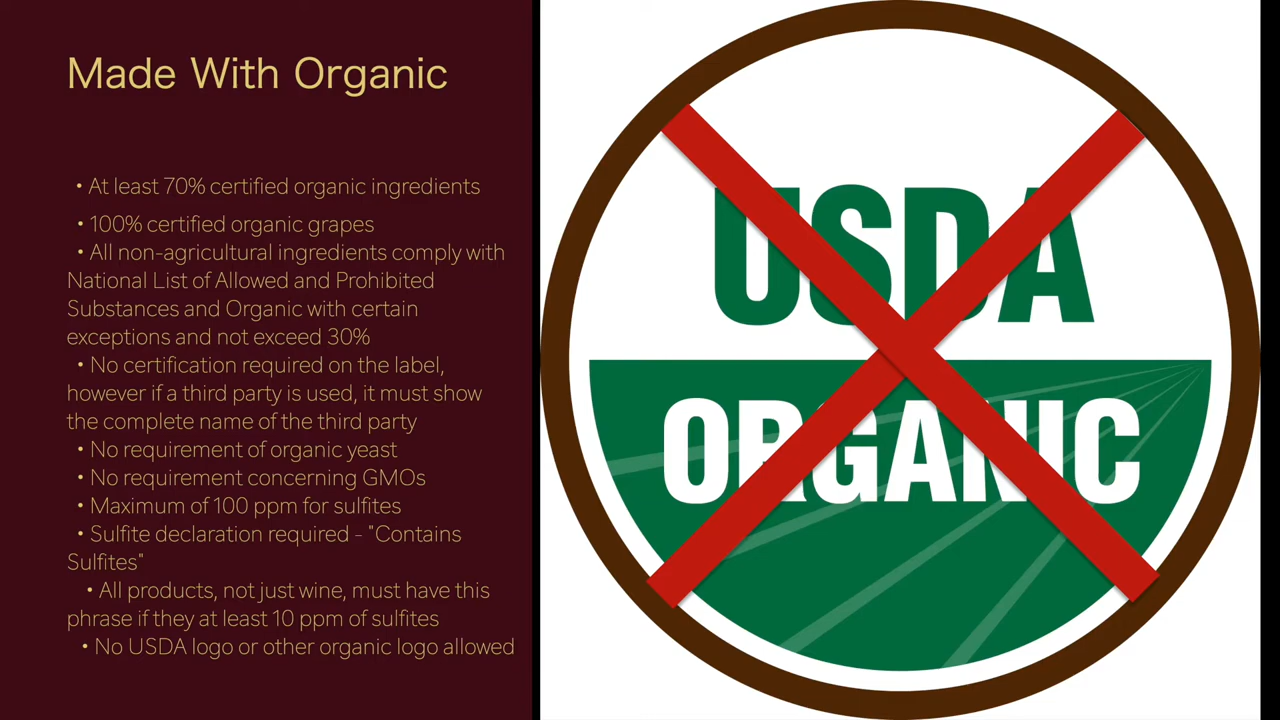 Made With Organic
• At least 70% certified organic ingredients
• 100% certified organic grapes
• All non-agricultural ingredients comply with
National List of Allowed and Prohibited
Substances and Organic with certain
exceptions and not exceed 30%
• No certification required on the label,
however if a third party is used, it must show
the complete name of the third party
• No requirement of organic yeast
• No requirement concerning GMOs
• Maximum of 100 ppm for sulfites
• Sulfite declaration required - "Contains
Sulfites"
• All products, not just wine, must have this
phrase if they at least 10 ppm of sulfites
• No USDA logo or other organic logo allowed
USDA
ORGANIC